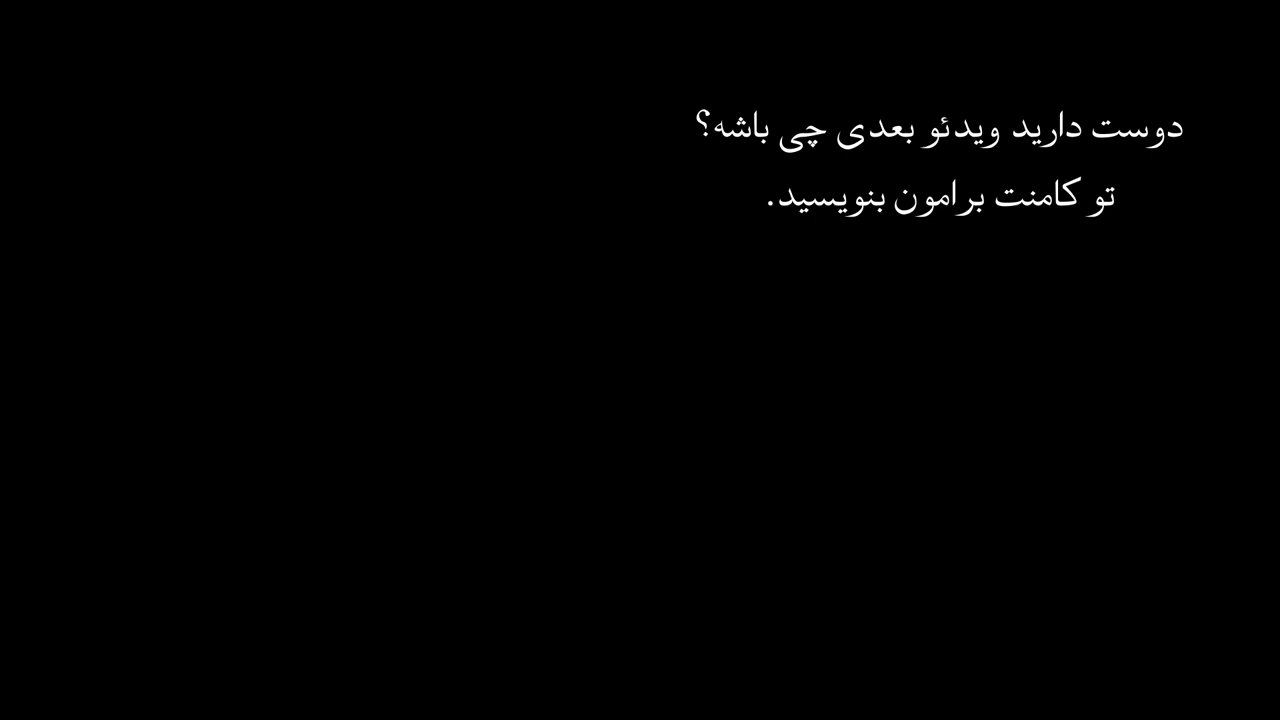 دوست دارید ویدئو بعدی چی باشه؟
تو کامنت برامون بنویسید.